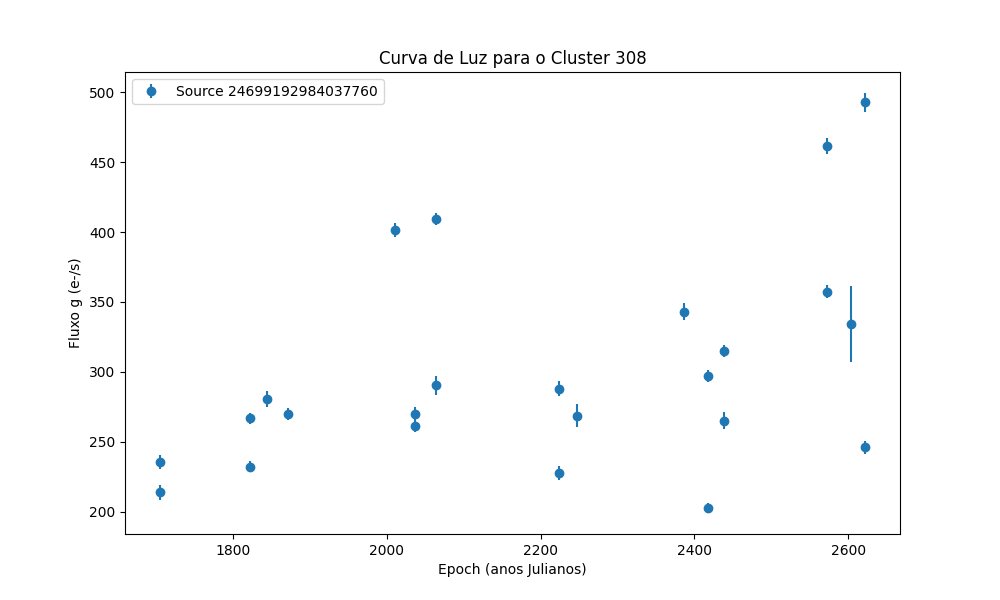 Curva de Luz para o Cluster 308
Source 24699192984037760
Fluxo g (e-/s)
500
450
400
350
300
250
200
1800 2000 2200 2400 2600
Epoch (anos Julianos)